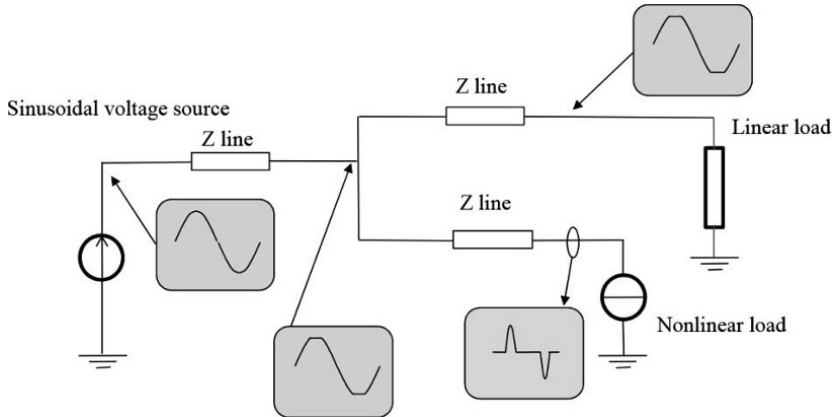 Sinusoidal voltage source
Z line
Z line
Linear load
Z line
Nonlinear load